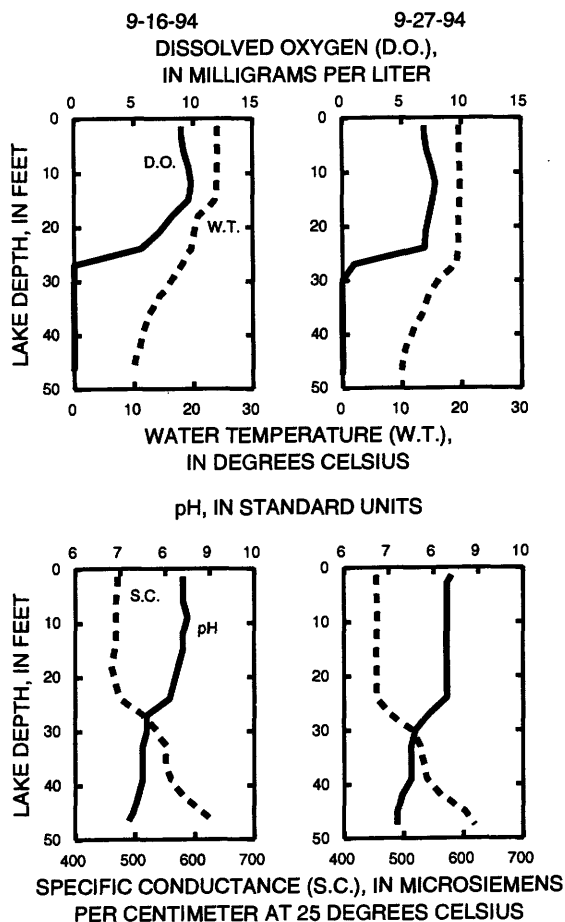 9-16-94 9-27-94
DISSOLVED OXYGEN (D.O.),
IN MILLIGRAMS PER LITER
0 5 10 15 0 5 10 15
LAKE DEPTH, IN FEET
0
10
20
30
40
50
D.O.
W.T.
0
10
20
30
40
50
0 10 20 30 0 10 20 30
WATER TEMPERATURE (W.T.),
IN DEGREES CELSIUS
pH, IN STANDARD UNITS
6 7 6 9 10 6 7 6 9 10
LAKE DEPTH, IN FEET
0
10
20
30
40
50
S.C.
pH
0
10
20
30
40
50
400 500 600 700 400 500 600 700
SPECIFIC CONDUCTANCE (S.C.), IN MICROSIEMENS
PER CENTIMETER AT 25 DEGREES CELSIUS